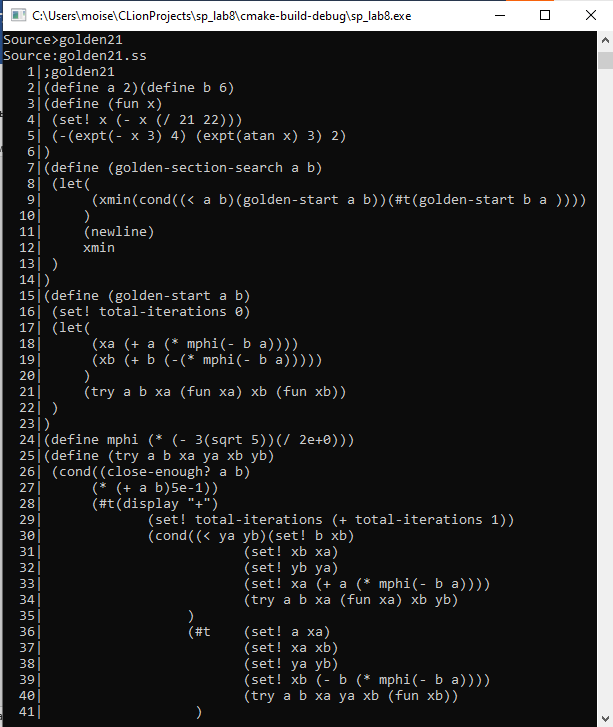 C:\Users\moise\CLionProjects\sp_lab8\cmake-build-debug\sp_lab8.exe
Source>golden21
Source:golden21.ss
   1|;golden21
   2|(define a 2)(define b 6)
   3|(define (fun x)
   4| (set! x (- x (/ 21 22)))
   5| (-(expt(- x 3) 4) (expt(atan x) 3) 2)
   6|)
   7|(define (golden-section-search a b)
   8| (let(
   9|      (xmin(cond((< a b)(golden-start a b))(#t(golden-start b a ))))
  10|     )
  11|     (newline)
  12|     xmin
  13| )
  14|)
  15|(define (golden-start a b)
  16| (set! total-iterations 0)
  17| (let(
  18|      (xa (+ a (* mphi(- b a))))
  19|      (xb (+ b (-(* mphi(- b a)))))
  20|     )
  21|     (try a b xa (fun xa) xb (fun xb))
  22| )
  23|)
  24|(define mphi (* (- 3(sqrt 5))(/ 2e+0)))
  25|(define (try a b xa ya xb yb)
  26| (cond((close-enough? a b)
  27|      (* (+ a b)5e-1))
  28|      (#t(display "+")
  29|             (set! total-iterations (+ total-iterations 1))
  30|             (cond((< ya yb)(set! b xb)
  31|                         (set! xb xa)
  32|                         (set! yb ya)
  33|                         (set! xa (+ a (* mphi(- b a))))
  34|                         (try a b xa (fun xa) xb yb)
  35|                  )
  36|                  (#t    (set! a xa)
  37|                         (set! xa xb)
  38|                         (set! ya yb)
  39|                         (set! xb (- b (* mphi(- b a))))
  40|                         (try a b xa ya xb (fun xb))
  41|                   )